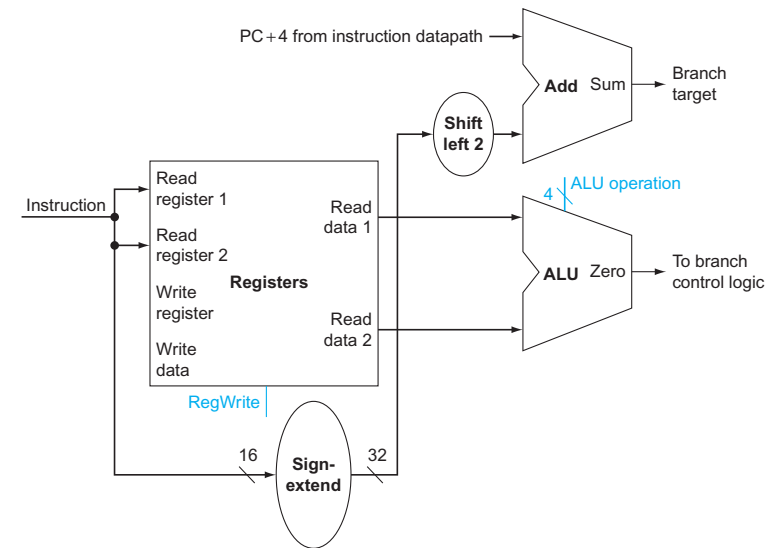 PC+4 from instruction datapath
Add Sum
Branch
target
Shift
left 2
Instruction
Read
register 1
Read
register 2
Write
register
Write
data
Registers
Read
data 1
Read
data 2
RegWrite
4
ALU operation
ALU Zero
To branch
control logic
16
Sign-
extend
32